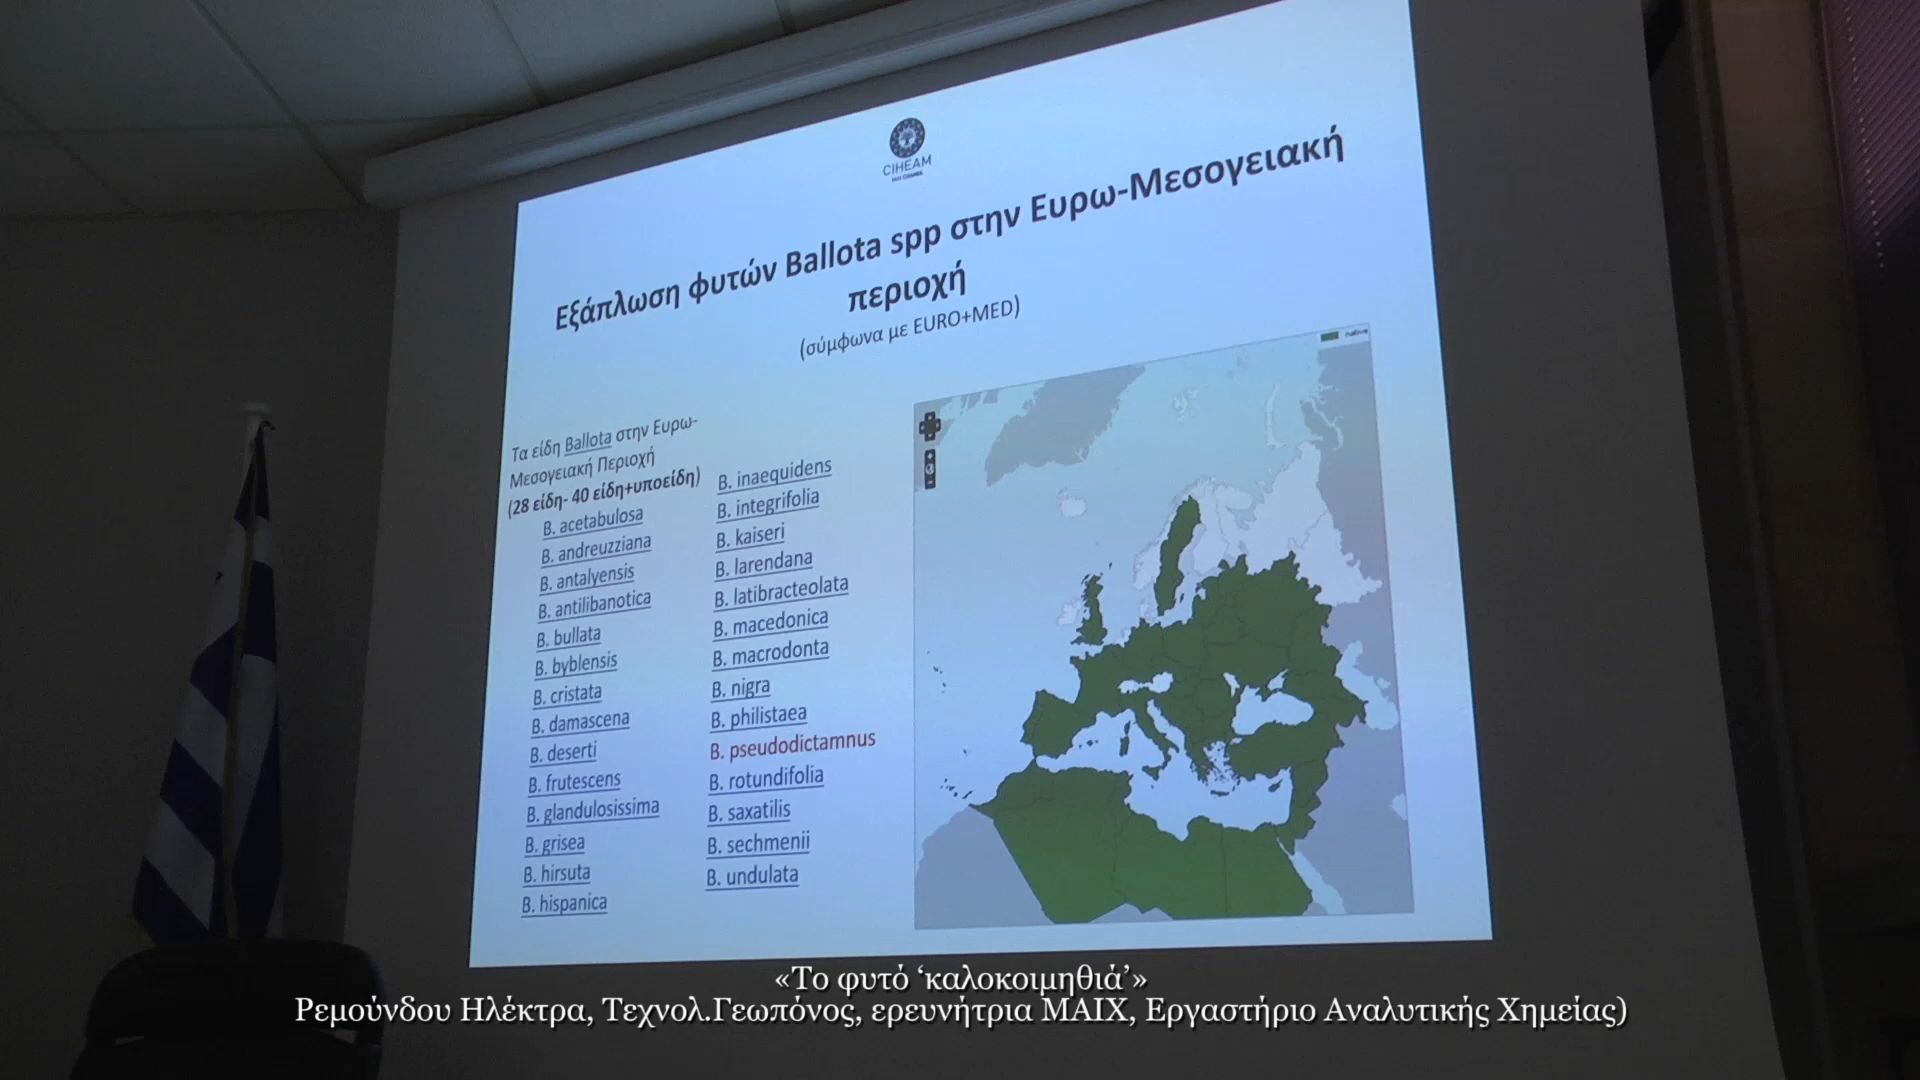 CIHEAM
Εξάπλωση φυτών Ballota spp στην Ευρω-Μεσογειακή
περιοχή
(σύμφωνα με EURO+MED)
Τα είδη Ballota στην Ευρω-
Μεσογειακή Περιοχή
(28 είδη- 40 είδη+υποείδη)
B. acetabulosa
B. andreuzziana
B. antalyensis
B. antilibanotica
B. bullata
B. byblensis
B. cristata
B. damascena
B. deserti
B. frutescens
B. glandulosissima
B. grisea
B. hirsuta
B. hispanica
B. inaequidens
B. integrifolia
B. kaiseri
B. larendana
B. latibracteolata
B. macedonica
B. macrodonta
B. nigra
B. philistaea
B. pseudodictamnus
B. rotundifolia
B. saxatilis
B. sechmenii
B. undulata
native
«Το φυτό ‘καλοκοιμηθιά’»
Ρεμούνδου Ηλέκτρα, Τεχνολ.Γεωπόνος, ερευνήτρια ΜΑΙΧ, Εργαστήριο Αναλυτικής Χημείας)